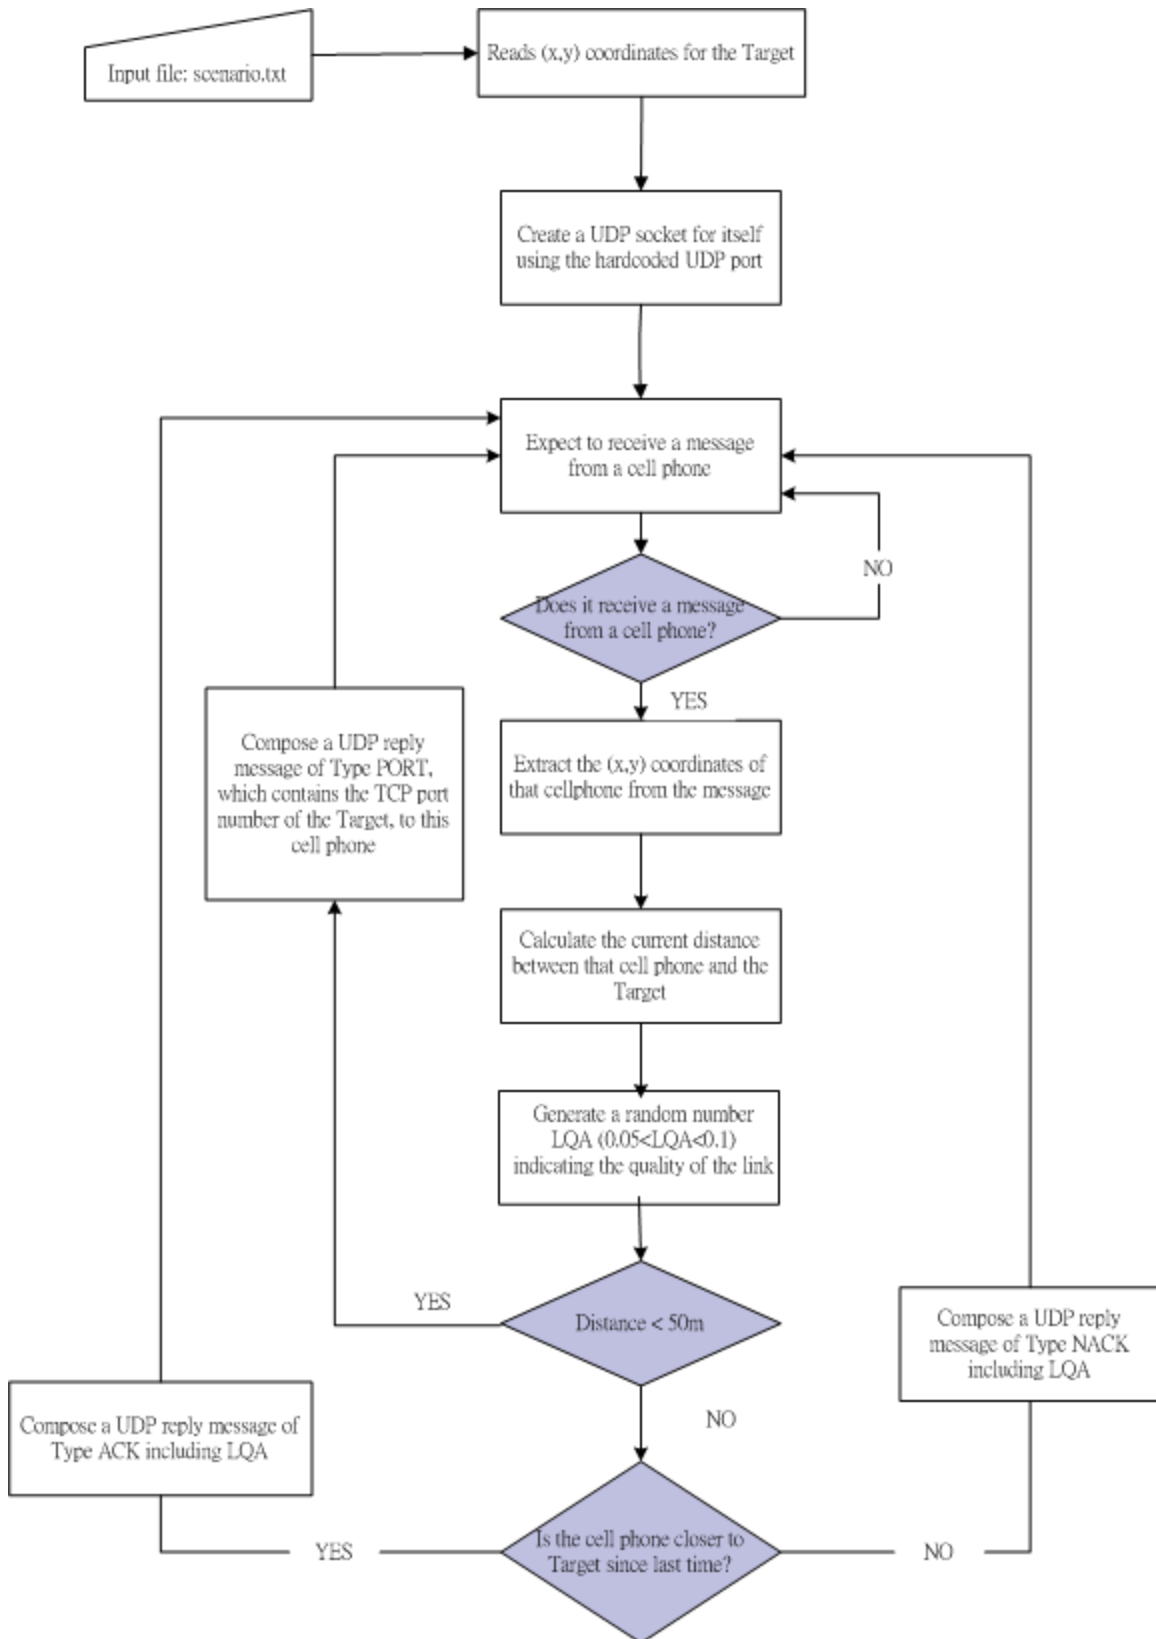 Input file: scenario.txt
Reads (x,y) coordinates for the Target
Create a UDP socket for itself
using the hardcoded UDP port
Expect to receive a message
from a cell phone
NO
Does it receive a message
from a cell phone?
YES
Compose a UDP reply
message of Type PORT,
which contains the TCP port
number of the Target, to this
cell phone
Extract the (x,y) coordinates of
that cellphone from the message
Calculate the current distance
between that cell phone and the
Target
Generate a random number
LQA (0.05<LQA<0.1)
indicating the quality of the link
YES
Distance < 50m
Compose a UDP reply
message of Type NACK
including LQA
NO
Compose a UDP reply message of
Type ACK including LQA
YES
Is the cell phone closer to
Target since last time?
NO